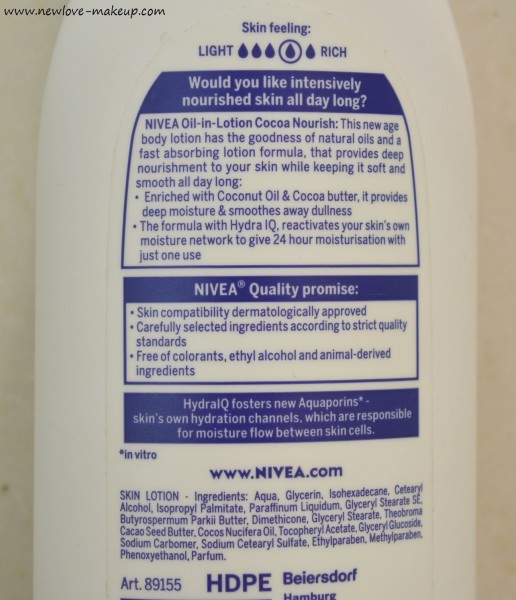 www.newlove-makeup.com
Skin feeling:
LIGHT RICH
Would you like intensively
nourished skin all day long?
NIVEA Oil-in-Lotion Cocoa Nourish: This new age
body lotion has the goodness of natural oils and a
fast absorbing lotion formula, that provides deep
nourishment to your skin while keeping it soft and
smooth all day long:
• Enriched with Coconut Oil & Cocoa butter, it provides
deep moisture & smoothes away dullness
• The formula with Hydra IQ, reactivates your skin's own
moisture network to give 24 hour moisturisation with
just one use
NIVEA® Quality promise:
• Skin compatibility dermatologically approved
• Carefully selected ingredients according to strict quality
standards
• Free of colorants, ethyl alcohol and animal-derived
ingredients
HydraIQ fosters new Aquaporins* -
skin's own hydration channels, which are responsible
for moisture flow between skin cells.
*in vitro
www.NIVEA.com
SKIN LOTION - Ingredients: Aqua, Glycerin, Isohexadecane, Cetearyl
Alcohol, Isopropyl Palmitate, Paraffinum Liquidum, Glyceryl Stearate SE,
Butyrospermum Parkii Butter, Dimethicone, Glyceryl Stearate, Theobroma
Cacao Seed Butter, Cocos Nucifera Oil, Tocopheryl Acetate, Glyceryl Glucoside,
Sodium Carbomer, Sodium Cetearyl Sulfate, Ethylparaben, Methylparaben,
Phenoxyethanol, Parfum.
Art. 89155 HDPE Beiersdorf
Hamburg